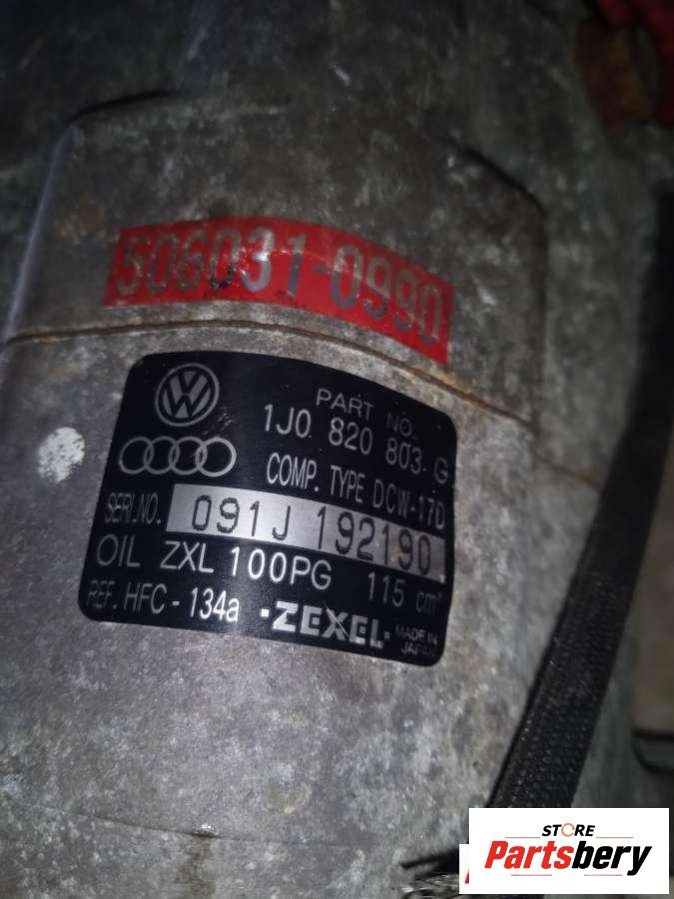 506031-0990
PART NO.
1J0 820 803 G
COMP. TYPE DCW-17D
SERI.NO. 091J 192190
OIL ZXL 100PG 115 cm³
REF. HFC - 134a ·ZEXEL· MADE IN
JAPAN
STORE
Partsbery